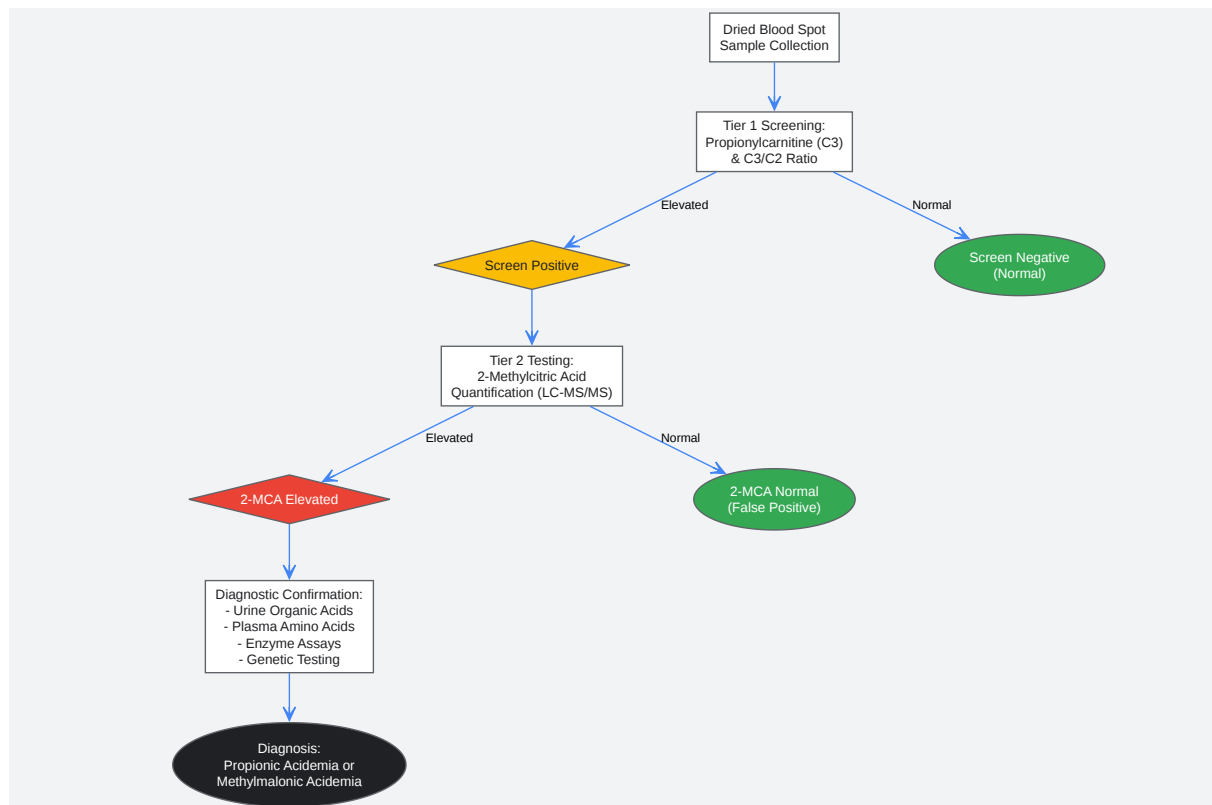 Dried Blood Spot
Sample Collection
Tier 1 Screening:
Propionylcarnitine (C3)
& C3/C2 Ratio
Elevated
Normal
Screen Positive
Screen Negative
(Normal)
Tier 2 Testing:
2-Methylcitric Acid
Quantification (LC-MS/MS)
Elevated
Normal
2-MCA Elevated
2-MCA Normal
(False Positive)
Diagnostic Confirmation:
- Urine Organic Acids
- Plasma Amino Acids
- Enzyme Assays
- Genetic Testing
Diagnosis:
Propionic Acidemia or
Methylmalonic Acidemia